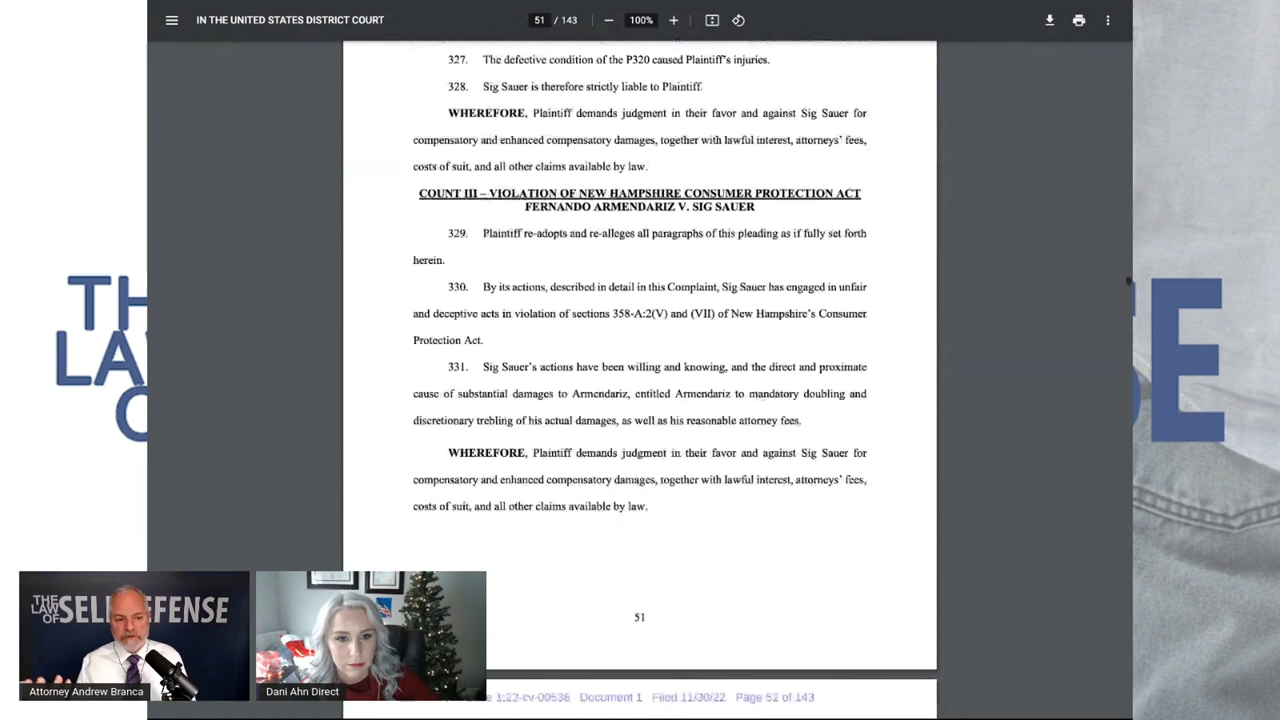 IN THE UNITED STATES DISTRICT COURT
51 / 143
100%
327. The defective condition of the P320 caused Plaintiff's injuries.
328. Sig Sauer is therefore strictly liable to Plaintiff.
WHEREFORE, Plaintiff demands judgment in their favor and against Sig Sauer for
compensatory and enhanced compensatory damages, together with lawful interest, attorneys' fees,
costs of suit, and all other claims available by law.
COUNT III – VIOLATION OF NEW HAMPSHIRE CONSUMER PROTECTION ACT
FERNANDO ARMENDARIZ V. SIG SAUER
329. Plaintiff re-adopts and re-alleges all paragraphs of this pleading as if fully set forth
herein.
330. By its actions, described in detail in this Complaint, Sig Sauer has engaged in unfair
and deceptive acts in violation of sections 358-A:2(V) and (VII) of New Hampshire's Consumer
Protection Act.
331. Sig Sauer's actions have been willing and knowing, and the direct and proximate
cause of substantial damages to Armendariz, entitled Armendariz to mandatory doubling and
discretionary trebling of his actual damages, as well as his reasonable attorney fees.
WHEREFORE, Plaintiff demands judgment in their favor and against Sig Sauer for
compensatory and enhanced compensatory damages, together with lawful interest, attorneys' fees,
costs of suit, and all other claims available by law.
51
1:22-cv-00536 Document 1 Filed 11/30/22 Page 52 of 143
TH
LA
O
E
THE
LAW
OF
SELF DEFENSE
Attorney Andrew Branca
Dani Ahn Direct